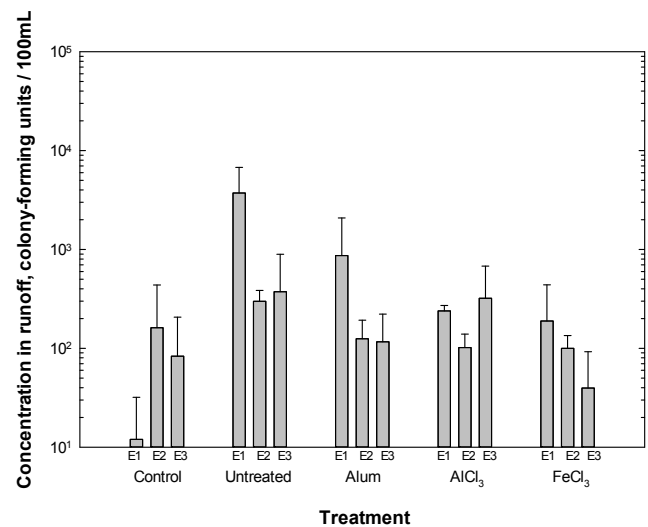 Concentration in runoff, colony-forming units / 100mL
10⁵
10⁴
10³
10²
10¹
E1 E2 E3 E1 E2 E3 E1 E2 E3 E1 E2 E3 E1 E2 E3
Control Untreated Alum AlCl₃ FeCl₃
Treatment